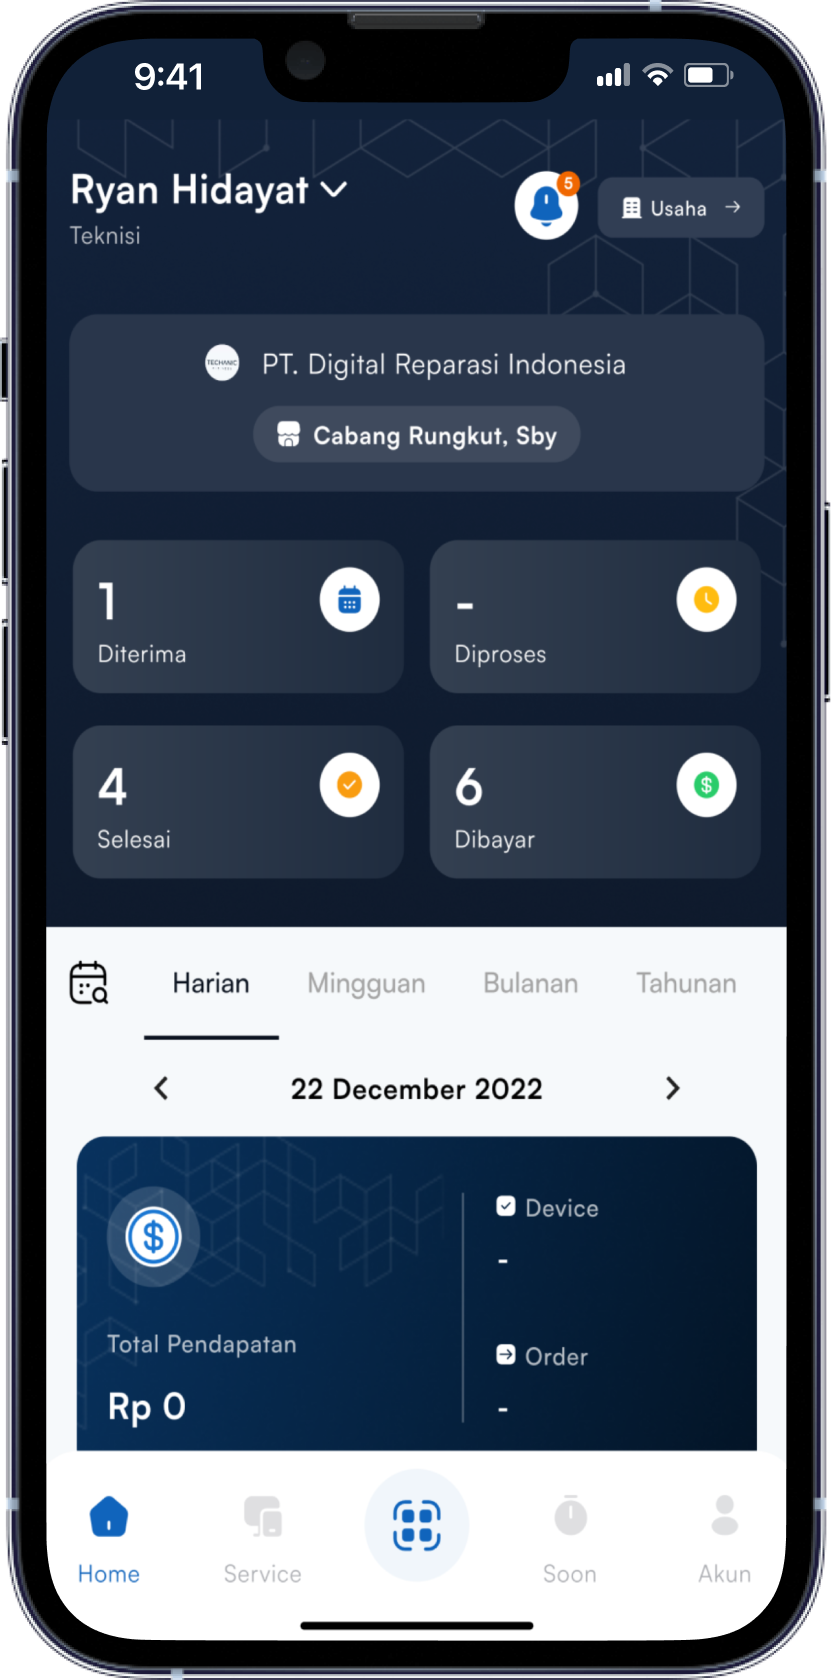 9:41
Ryan Hidayat
Teknisi
5
Usaha
TECHANIC
PT. Digital Reparasi Indonesia
Cabang Rungkut, Sby
1
Diterima
-
Diproses
4
Selesai
6
Dibayar
Harian Mingguan Bulanan Tahunan
22 December 2022
Device
-
Total Pendapatan
Rp 0
Order
-
Home Service Soon Akun